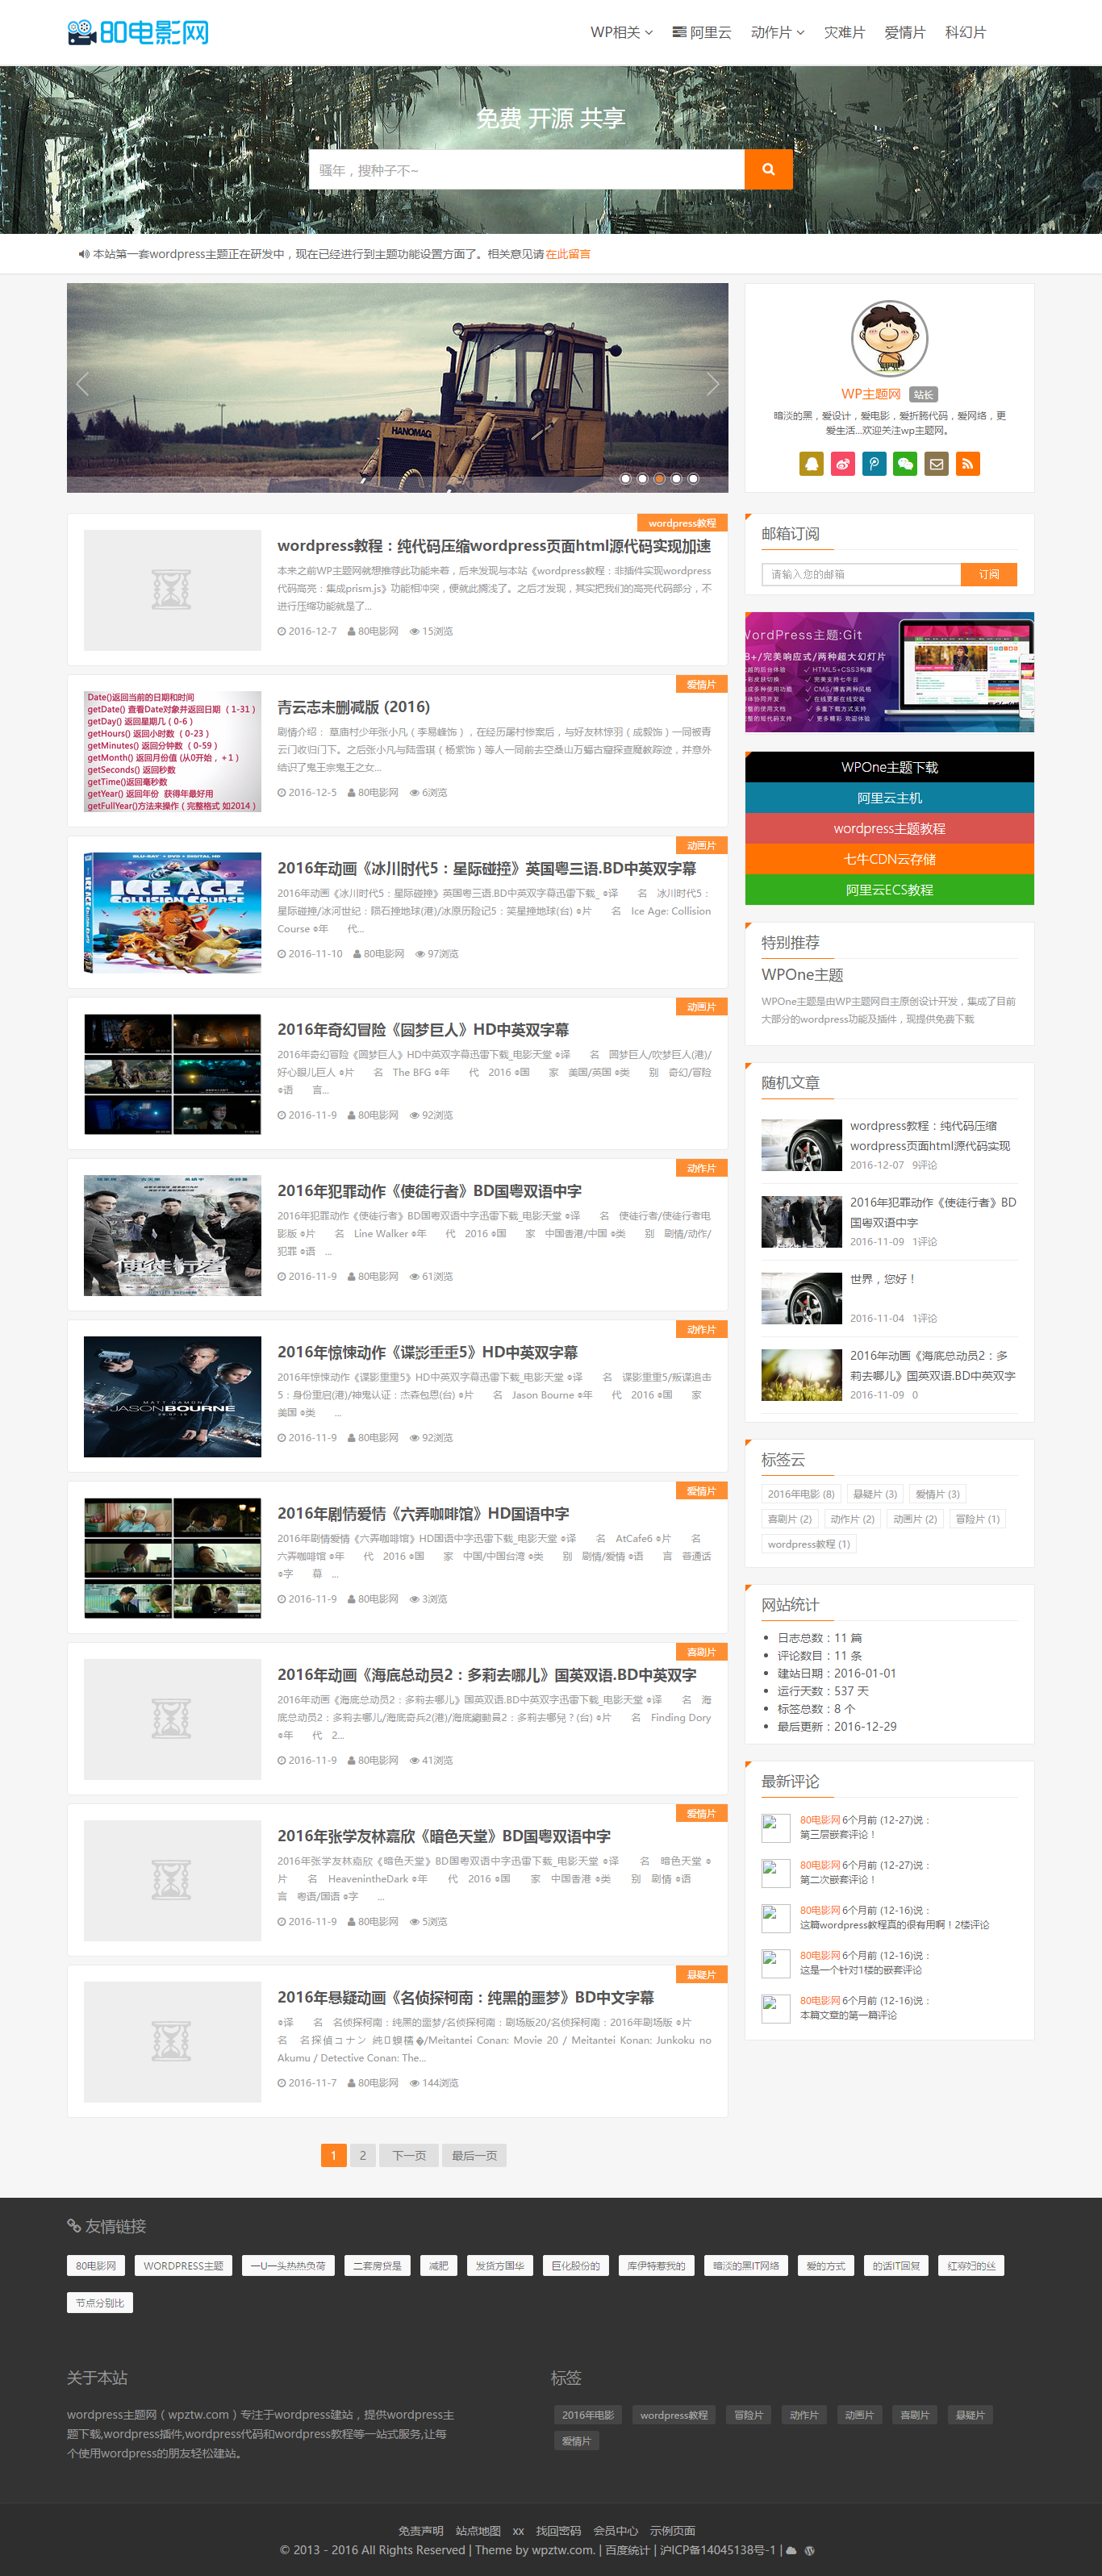 80电影网
WP相关 阿里云 动作片 灾难片 爱情片 科幻片
免费 开源 共享
骚年，搜种子不~
本站第一套wordpress主题正在研发中，现在已经进行到主题功能设置方面了。相关意见请 在此留言
HANOMAG
wordpress教程
wordpress教程：纯代码压缩wordpress页面html源代码实现加速
本来之前WP主题网就想推荐此功能来着，后来发现与本站《wordpress教程：非插件实现wordpress
代码高亮：集成prism.js》功能相冲突，便就此搁浅了。之后才发现，其实把我们的高亮代码部分，不
进行压缩功能就是了...
2016-12-7 80电影网 15浏览
爱情片
Date()返回当前的日期和时间
getDate() 查看Date对象并返回日期 （1-31）
getDay() 返回星期几（0-6）
getHours() 返回小时数 （0-23）
getMinutes() 返回分钟数 （0-59）
getMonth() 返回月份值 (从0开始，+1）
getSeconds() 返回秒数
getTime()返回毫秒数
getYear() 返回年份 获得年最好用
getFullYear()方法来操作（完整格式 如2014）
青云志未删减版 (2016)
剧情介绍： 草庙村少年张小凡（李易峰饰），在经历屠村惨案后，与好友林惊羽（成毅饰）一同被青
云门收归门下。之后张小凡与陆雪琪（杨紫饰）等人一同前去空桑山万蝠古窟探查魔教踪迹，并意外
结识了鬼王宗鬼王之女...
2016-12-5 80电影网 6浏览
动画片
ICE AGE
COLLISION COURSE
2016年动画《冰川时代5：星际碰撞》英国粤三语.BD中英双字幕
2016年动画《冰川时代5：星际碰撞》英国粤三语.BD中英双字幕迅雷下载_ ◎译 名 冰川时代5：
星际碰撞/冰河世纪：陨石撞地球(港)/冰原历险记5：笑星撞地球(台) ◎片 名 Ice Age: Collision
Course ◎年 代...
2016-11-10 80电影网 97浏览
动画片
2016年奇幻冒险《圆梦巨人》HD中英双字幕
2016年奇幻冒险《圆梦巨人》HD中英双字幕迅雷下载_电影天堂 ◎译 名 圆梦巨人/吹梦巨人(港)/
好心眼儿巨人 ◎片 名 The BFG ◎年 代 2016 ◎国 家 美国/英国 ◎类 别 奇幻/冒险
◎语 言...
2016-11-9 80电影网 92浏览
动作片
使徒行者
2016年犯罪动作《使徒行者》BD国粤双语中字
2016年犯罪动作《使徒行者》BD国粤双语中字迅雷下载_电影天堂 ◎译 名 使徒行者/使徒行者电
影版 ◎片 名 Line Walker ◎年 代 2016 ◎国 家 中国香港/中国 ◎类 别 剧情/动作/
犯罪 ◎语 ...
2016-11-9 80电影网 61浏览
动作片
MATT DAMON
JASON BOURNE
2016年惊悚动作《谍影重重5》HD中英双字幕
2016年惊悚动作《谍影重重5》HD中英双字幕迅雷下载_电影天堂 ◎译 名 谍影重重5/叛谍追击
5：身份重启(港)/神鬼认证：杰森包恩(台) ◎片 名 Jason Bourne ◎年 代 2016 ◎国 家
美国 ◎类 ...
2016-11-9 80电影网 92浏览
爱情片
2016年剧情爱情《六弄咖啡馆》HD国语中字
2016年剧情爱情《六弄咖啡馆》HD国语中字迅雷下载_电影天堂 ◎译 名 AtCafe6 ◎片 名
六弄咖啡馆 ◎年 代 2016 ◎国 家 中国/中国台湾 ◎类 别 剧情/爱情 ◎语 言 普通话
◎字 幕 ...
2016-11-9 80电影网 3浏览
喜剧片
2016年动画《海底总动员2：多莉去哪儿》国英双语.BD中英双字
2016年动画《海底总动员2：多莉去哪儿》国英双语.BD中英双字迅雷下载_电影天堂 ◎译 名 海
底总动员2：多莉去哪儿/海底奇兵2(港)/海底總動員2：多莉去哪兒？(台) ◎片 名 Finding Dory
◎年 代 2...
2016-11-9 80电影网 41浏览
爱情片
2016年张学友林嘉欣《暗色天堂》BD国粤双语中字
2016年张学友林嘉欣《暗色天堂》BD国粤双语中字迅雷下载_电影天堂 ◎译 名 暗色天堂 ◎
片 名 HeavenintheDark ◎年 代 2016 ◎国 家 中国香港 ◎类 别 剧情 ◎语
言 粤语/国语 ◎字 ...
2016-11-9 80电影网 5浏览
悬疑片
2016年悬疑动画《名侦探柯南：纯黑的噩梦》BD中文字幕
◎译 名 名侦探柯南：纯黑的噩梦/名侦探柯南：剧场版20/名侦探柯南：2016年剧场版 ◎片
名 名探偵コナン 純 /Meitantei Conan: Movie 20 / Meitantei Konan: Junkoku no
Akumu / Detective Conan: The...
2016-11-7 80电影网 144浏览
1 2 下一页 最后一页
WP主题网 站长
暗淡的黑，爱设计，爱电影，爱折腾代码，爱网络，更
爱生活...欢迎关注wp主题网。
邮箱订阅
请输入您的邮箱 订阅
WordPress主题:Git
8+/完美响应式/两种超大幻灯片
WPOne主题下载
阿里云主机
wordpress主题教程
七牛CDN云存储
阿里云ECS教程
特别推荐
WPOne主题
WPOne主题是由WP主题网自主原创设计开发，集成了目前
大部分的wordpress功能及插件，现提供免费下载
随机文章
wordpress教程：纯代码压缩
wordpress页面html源代码实现
2016-12-07 9评论
2016年犯罪动作《使徒行者》BD
国粤双语中字
2016-11-09 1评论
世界，您好！
2016-11-04 1评论
2016年动画《海底总动员2：多
莉去哪儿》国英双语.BD中英双字
2016-11-09 0
标签云
2016年电影 (8) 悬疑片 (3) 爱情片 (3)
喜剧片 (2) 动作片 (2) 动画片 (2) 冒险片 (1)
wordpress教程 (1)
网站统计
日志总数：11 篇
评论数目：11 条
建站日期：2016-01-01
运行天数：537 天
标签总数：8 个
最后更新：2016-12-29
最新评论
80电影网 6个月前 (12-27)说：
第三层嵌套评论！
80电影网 6个月前 (12-27)说：
第二次嵌套评论！
80电影网 6个月前 (12-16)说：
这篇wordpress教程真的很有用啊！2楼评论
80电影网 6个月前 (12-16)说：
这是一个针对1楼的嵌套评论
80电影网 6个月前 (12-16)说：
本篇文章的第一篇评论
友情链接
80电影网 WORDPRESS主题 一U一头热热负荷 二套房贷是 减肥 发货方国华 巨化股份的 库伊特惹我的 暗淡的黑IT网络 爱的方式 的话IT回复 红寡妇的丝
节点分别比
关于本站
wordpress主题网（wpztw.com）专注于wordpress建站，提供wordpress主
题下载,wordpress插件,wordpress代码和wordpress教程等一站式服务,让每
个使用wordpress的朋友轻松建站。
标签
2016年电影 wordpress教程 冒险片 动作片 动画片 喜剧片 悬疑片
爱情片
免责声明 站点地图 xx 找回密码 会员中心 示例页面
© 2013 - 2016 All Rights Reserved | Theme by wpztw.com. | 百度统计 | 沪ICP备14045138号-1 |